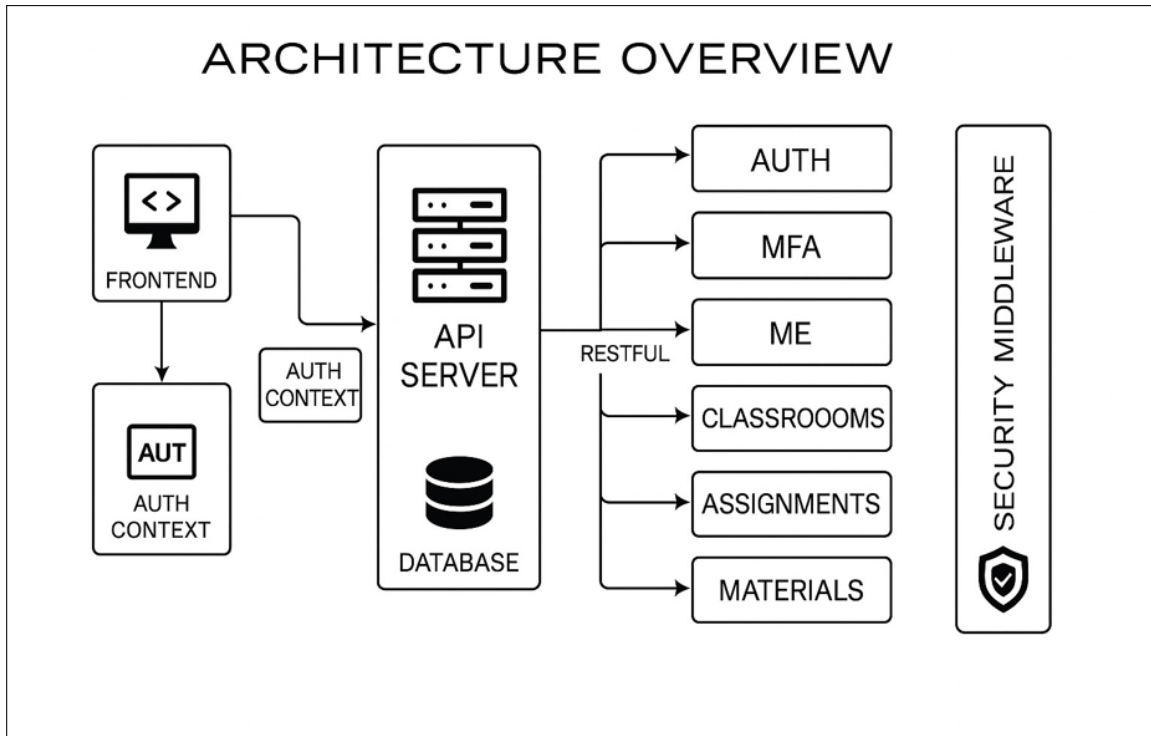 ARCHITECTURE OVERVIEW
FRONTEND
AUT
AUTH
CONTEXT
AUTH
CONTEXT
API
SERVER
DATABASE
RESTFUL
AUTH
MFA
ME
CLASSROOOMS
ASSIGNMENTS
MATERIALS
SECURITY MIDDLEWARE